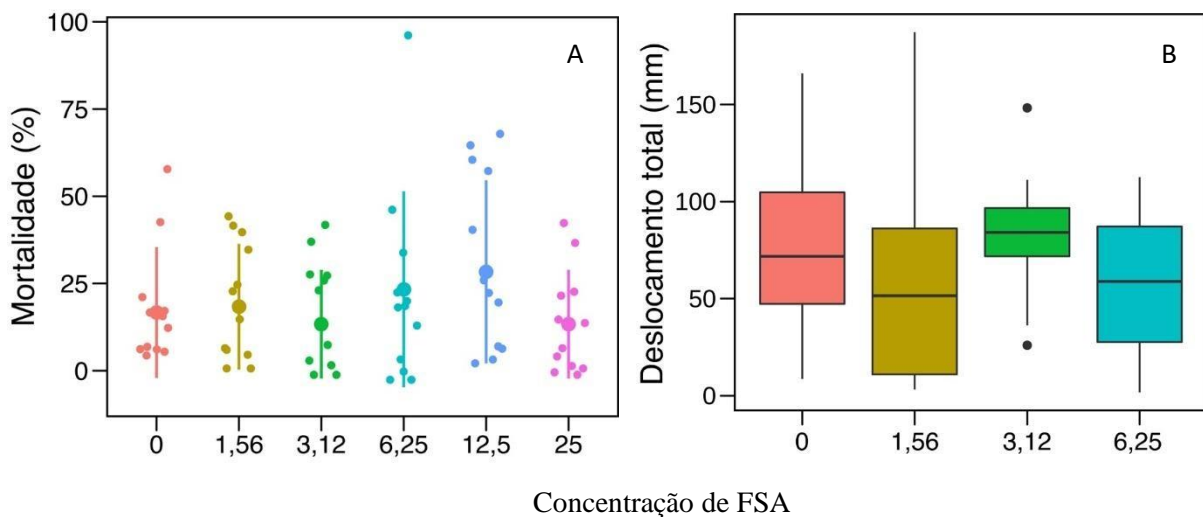 A
Mortalidade (%)
100
75
50
25
0
0 1,56 3,12 6,25 12,5 25
B
Deslocamento total (mm)
150
100
50
0
0 1,56 3,12 6,25
Concentração de FSA